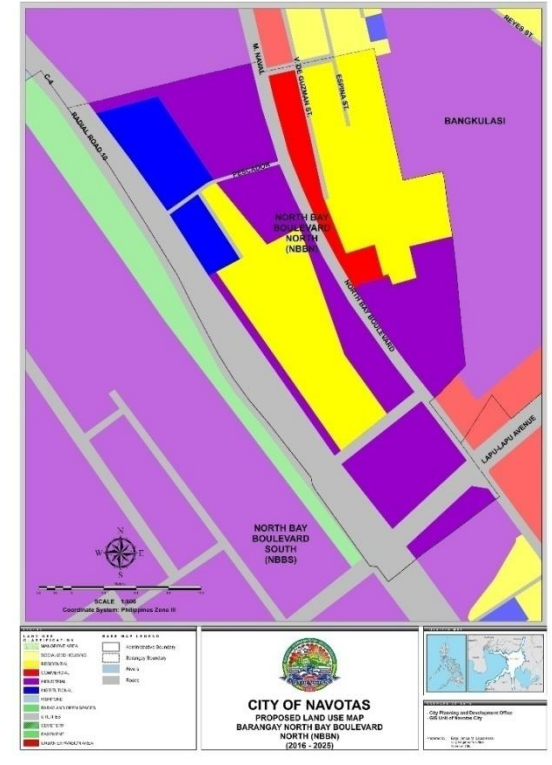 REYES ST.
M. NAVAL
V. DE GUZMAN ST.
ESPINA ST.
C-4
RADIAL ROAD 10
BANGKULASI
PESCADOR
NORTH BAY
BOULEVARD
NORTH
(NBBN)
NORTH BAY BOULEVARD
LAPU-LAPU AVENUE
NORTH BAY
BOULEVARD
SOUTH
(NBBS)
N
W
E
S
Coordinate System: Philippines Zone III
MANGROVE AREA
SOCIALIZED HOUSING
RESIDENTIAL
COMMERCIAL
INDUSTRIAL
INSTITUTIONAL
PARKS AND OPEN SPACES
UTILITIES
CEMETERY
Administrative Boundary
Barangay Boundary
Rivers
Roads
CITY OF NAVOTAS
PROPOSED LAND USE MAP
BARANGAY NORTH BAY BOULEVARD
NORTH (NBBN)
(2016 - 2025)
-City Planning and Development Office
-GIS Unit of Navotas City